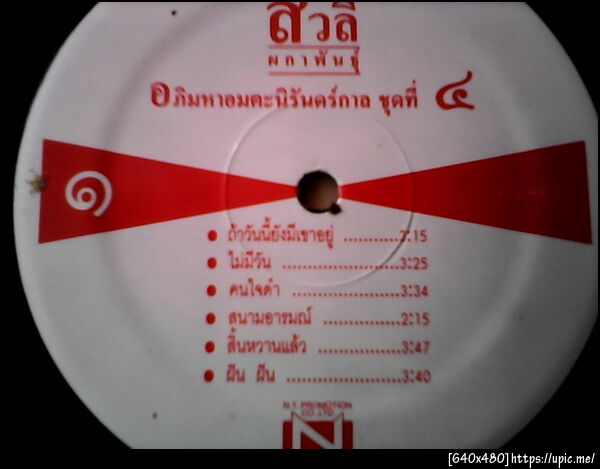 สวลี
ผกาพันธุ์
อภิมหาอมตะนิรันดร์กาล ชุดที่ ๔
๑
STEREO
ถ้าวันนี้ยังมีเขาอยู่ ............3:15
ไม่มีวัน ............................3:25
คนใจดำ ...........................3:34
สนามอารมณ์ ....................2:15
สิ้นหวานแล้ว .....................3:47
ฝืน ฝืน ...........................3:40
N.T. PROMOTION
CO.,LTD
N
[640x480] https://upic.me/